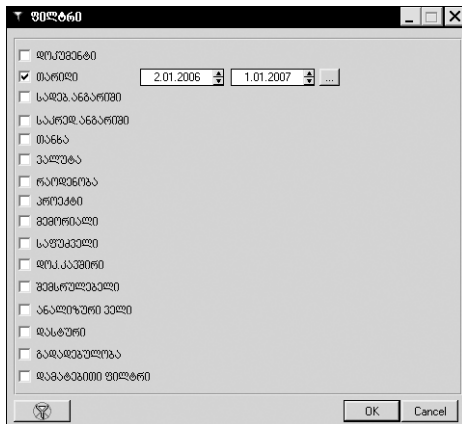 ფილტრი
დოკუმენტი
თარიღი 2.01.2006 1.01.2007 ...
სადებ.ანგარიში
საკრედ.ანგარიში
თანხა
ვალუტა
რაოდენობა
პროექტი
მემორიალი
საფუძველი
დოკ.კავშირი
შემსრულებელი
ანალიზური ველი
დასტური
გადადებულობა
დამატებითი ფილტრი
OK Cancel